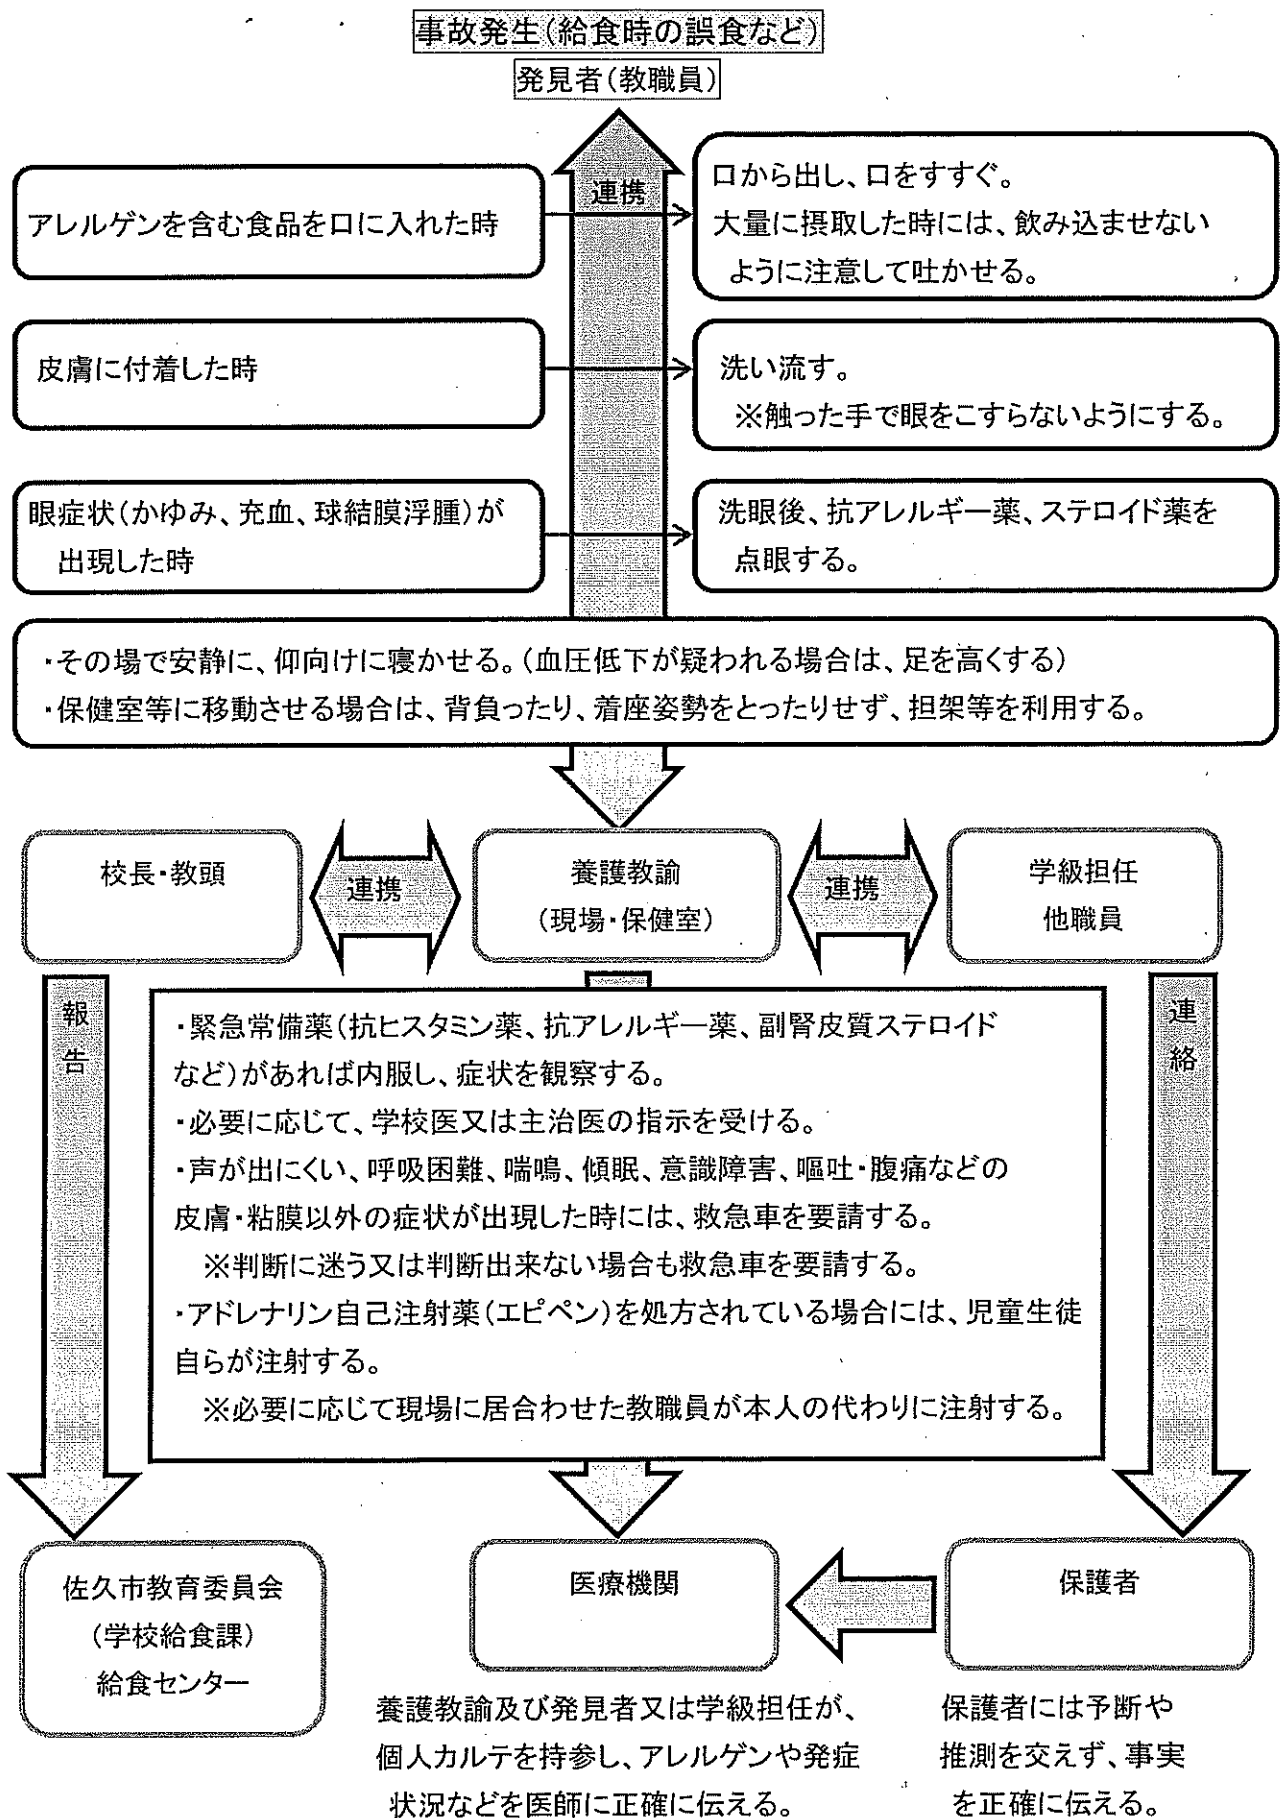 事故発生(給食時の誤食など)
発見者(教職員)
連携
アレルゲンを含む食品を口に入れた時
口から出し、口をすすぐ。
大量に摂取した時には、飲み込ませない
ように注意して吐かせる。
皮膚に付着した時
洗い流す。
※触った手で眼をこすらないようにする。
眼症状(かゆみ、充血、球結膜浮腫)が
出現した時
洗眼後、抗アレルギー薬、ステロイド薬を
点眼する。
・その場で安静に、仰向けに寝かせる。(血圧低下が疑われる場合は、足を高くする)
・保健室等に移動させる場合は、背負ったり、着座姿勢をとったりせず、担架等を利用する。
校長・教頭
連携
養護教諭
(現場・保健室)
連携
学級担任
他職員
報告
・緊急常備薬(抗ヒスタミン薬、抗アレルギー薬、副腎皮質ステロイド
など)があれば内服し、症状を観察する。
・必要に応じて、学校医又は主治医の指示を受ける。
・声が出にくい、呼吸困難、喘鳴、傾眠、意識障害、嘔吐・腹痛などの
皮膚・粘膜以外の症状が出現した時には、救急車を要請する。
※判断に迷う又は判断出来ない場合も救急車を要請する。
・アドレナリン自己注射薬(エピペン)を処方されている場合には、児童生徒
自らが注射する。
※必要に応じて現場に居合わせた教職員が本人の代わりに注射する。
連絡
佐久市教育委員会
(学校給食課)
給食センター
医療機関
保護者
養護教諭及び発見者又は学級担任が、
個人カルテを持参し、アレルゲンや発症
状況などを医師に正確に伝える。
保護者には予断や
推測を交えず、事実
を正確に伝える。